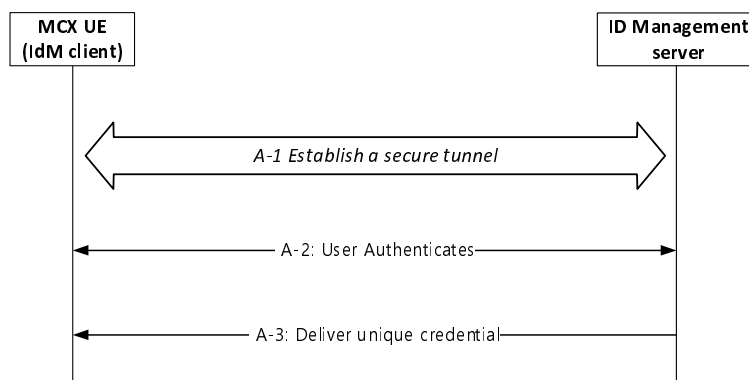 MCX UE
(IdM client)
ID Management
server
A-1 Establish a secure tunnel
A-2: User Authenticates
A-3: Deliver unique credential